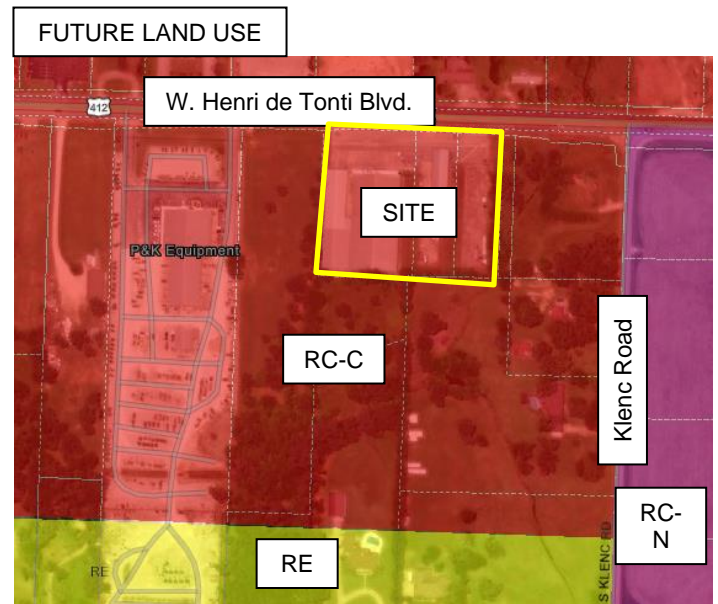 FUTURE LAND USE
412
W. Henri de Tonti Blvd.
SITE
P&K Equipment
RC-C
Klenc Road
RC-
N
RE
RE
S KLENC RD